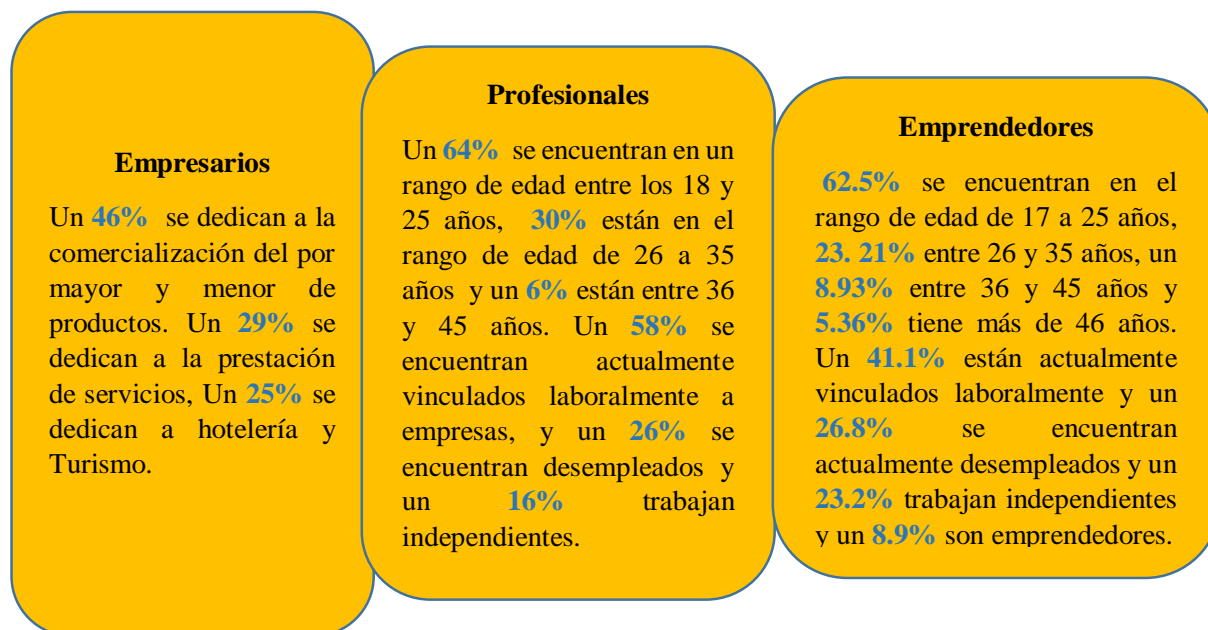 Empresarios
Un 46% se dedican a la
comercialización del por
mayor y menor de
productos. Un 29% se
dedican a la prestación
de servicios, Un 25% se
dedican a hotelería y
Turismo.
Profesionales
Un 64% se encuentran en un
rango de edad entre los 18 y
25 años, 30% están en el
rango de edad de 26 a 35
años y un 6% están entre 36
y 45 años. Un 58% se
encuentran actualmente
vinculados laboralmente a
empresas, y un 26% se
encuentran desempleados y
un 16% trabajan
independientes.
Emprendedores
62.5% se encuentran en el
rango de edad de 17 a 25 años,
23. 21% entre 26 y 35 años, un
8.93% entre 36 y 45 años y
5.36% tiene más de 46 años.
Un 41.1% están actualmente
vinculados laboralmente y un
26.8% se encuentran
actualmente desempleados y un
23.2% trabajan independientes
y un 8.9% son emprendedores.